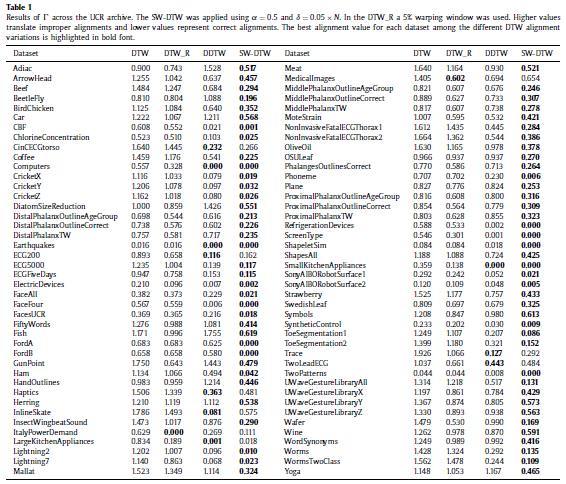 Table 1
Results of Γ across the UCR archive. The SW-DTW was applied using α = 0.5 and δ = 0.05 × N. In the DTW_R a 5% warping window was used. Higher values
translate improper alignments and lower values represent correct alignments. The best alignment value for each dataset among the different DTW alignment
variations is highlighted in bold font.
Dataset DTW DTW_R DDTW SW-DTW Dataset DTW DTW_R DDTW SW-DTW
Adiac 0.900 0.743 1.528 0.517 Meat 1.640 1.164 0.930 0.521
ArrowHead 1.255 1.042 0.637 0.457 MedicalImages 1.405 0.602 0.694 0.654
Beef 1.484 1.247 0.684 0.294 MiddlePhalanxOutlineAgeGroup 0.821 0.607 0.676 0.246
BeetleFly 0.810 0.804 1.088 0.196 MiddlePhalanxOutlineCorrect 0.889 0.627 0.733 0.307
BirdChicken 1.125 1.084 0.640 0.352 MiddlePhalanxTW 0.817 0.607 0.738 0.278
Car 1.222 1.067 1.211 0.568 MoteStrain 1.007 0.595 0.532 0.421
CBF 0.608 0.552 0.021 0.001 NonInvasiveFatalECGThorax1 1.612 1.435 0.445 0.284
ChlorineConcentration 0.523 0.510 0.103 0.025 NonInvasiveFatalECGThorax2 1.664 1.362 0.544 0.386
CinCECGtorso 1.640 1.445 0.232 0.266 OliveOil 1.630 1.165 0.978 0.378
Coffee 1.459 1.176 0.541 0.225 OSULeaf 0.966 0.937 0.937 0.270
Computers 0.557 0.328 0.000 0.000 PhalangesOutlinesCorrect 0.770 0.586 0.713 0.264
CricketX 1.116 1.033 0.079 0.019 Phoneme 0.707 0.702 0.230 0.006
CricketY 1.206 1.078 0.097 0.032 Plane 0.827 0.776 0.824 0.253
CricketZ 1.162 1.018 0.080 0.026 ProximalPhalanxOutlineAgeGroup 0.816 0.608 0.800 0.316
DiatomSizeReduction 1.000 0.859 1.426 0.551 ProximalPhalanxOutlineCorrect 0.854 0.564 0.779 0.309
DistalPhalanxOutlineAgeGroup 0.698 0.544 0.616 0.213 ProximalPhalanxTW 0.803 0.628 0.855 0.323
DistalPhalanxOutlineCorrect 0.738 0.576 0.602 0.226 RefrigerationDevices 0.588 0.533 0.002 0.000
DistalPhalanxTW 0.757 0.581 0.717 0.235 ScreenType 0.546 0.301 0.001 0.000
Earthquakes 0.016 0.016 0.000 0.000 ShapeletSim 0.084 0.084 0.018 0.000
ECG200 0.893 0.658 0.116 0.162 ShapesAll 1.188 1.088 0.724 0.425
ECG5000 1.235 1.004 0.139 0.117 SmallKitchenAppliances 0.359 0.138 0.000 0.000
ECGFiveDays 0.947 0.758 0.153 0.115 SonyAIBORobotSurface1 0.292 0.242 0.052 0.021
ElectricDevices 0.210 0.096 0.007 0.002 SonyAIBORobotSurface2 0.120 0.109 0.048 0.005
FaceAll 0.382 0.373 0.229 0.021 Strawberry 1.525 1.177 0.757 0.433
FaceFour 0.567 0.559 0.006 0.000 SwedishLeaf 0.809 0.697 0.679 0.325
FacesUCR 0.369 0.365 0.216 0.018 Symbols 1.208 0.847 0.980 0.613
FiftyWords 1.276 0.988 1.081 0.414 SyntheticControl 0.233 0.202 0.030 0.009
Fish 1.171 0.996 1.755 0.619 ToeSegmentation1 1.249 1.107 0.207 0.086
FordA 0.683 0.683 0.625 0.000 ToeSegmentation2 1.399 1.180 0.321 0.152
FordB 0.658 0.658 0.580 0.000 Trace 1.926 1.066 0.127 0.292
GunPoint 1.750 0.643 1.443 0.479 TwoLeadECG 1.037 0.661 0.443 0.484
Ham 1.134 1.066 0.494 0.042 TwoPatterns 0.044 0.044 0.008 0.000
HandOutlines 0.983 0.959 1.214 0.446 UWaveGestureLibraryAll 1.314 1.218 0.517 0.131
Haptics 1.506 1.339 0.363 0.481 UWaveGestureLibraryX 1.197 0.861 0.784 0.429
Herring 1.210 1.119 1.112 0.538 UWaveGestureLibraryY 1.367 0.874 0.805 0.573
InlineSkate 1.786 1.493 0.081 0.575 UWaveGestureLibraryZ 1.330 0.893 0.938 0.563
InsectWingbeatSound 1.473 1.017 0.876 0.290 Wafer 1.479 0.530 0.990 0.169
ItalyPowerDemand 0.629 0.000 0.269 0.111 Wine 1.262 0.978 0.870 0.591
LargeKitchenAppliances 0.834 0.189 0.001 0.018 WordSynonyms 1.249 0.989 0.992 0.416
Lightning2 1.202 1.007 0.096 0.010 Worms 1.428 1.324 0.292 0.135
Lightning7 1.140 0.863 0.068 0.023 WormsTwoClass 1.562 1.478 0.244 0.109
Mallat 1.523 1.349 1.114 0.324 Yoga 1.148 1.053 1.167 0.465